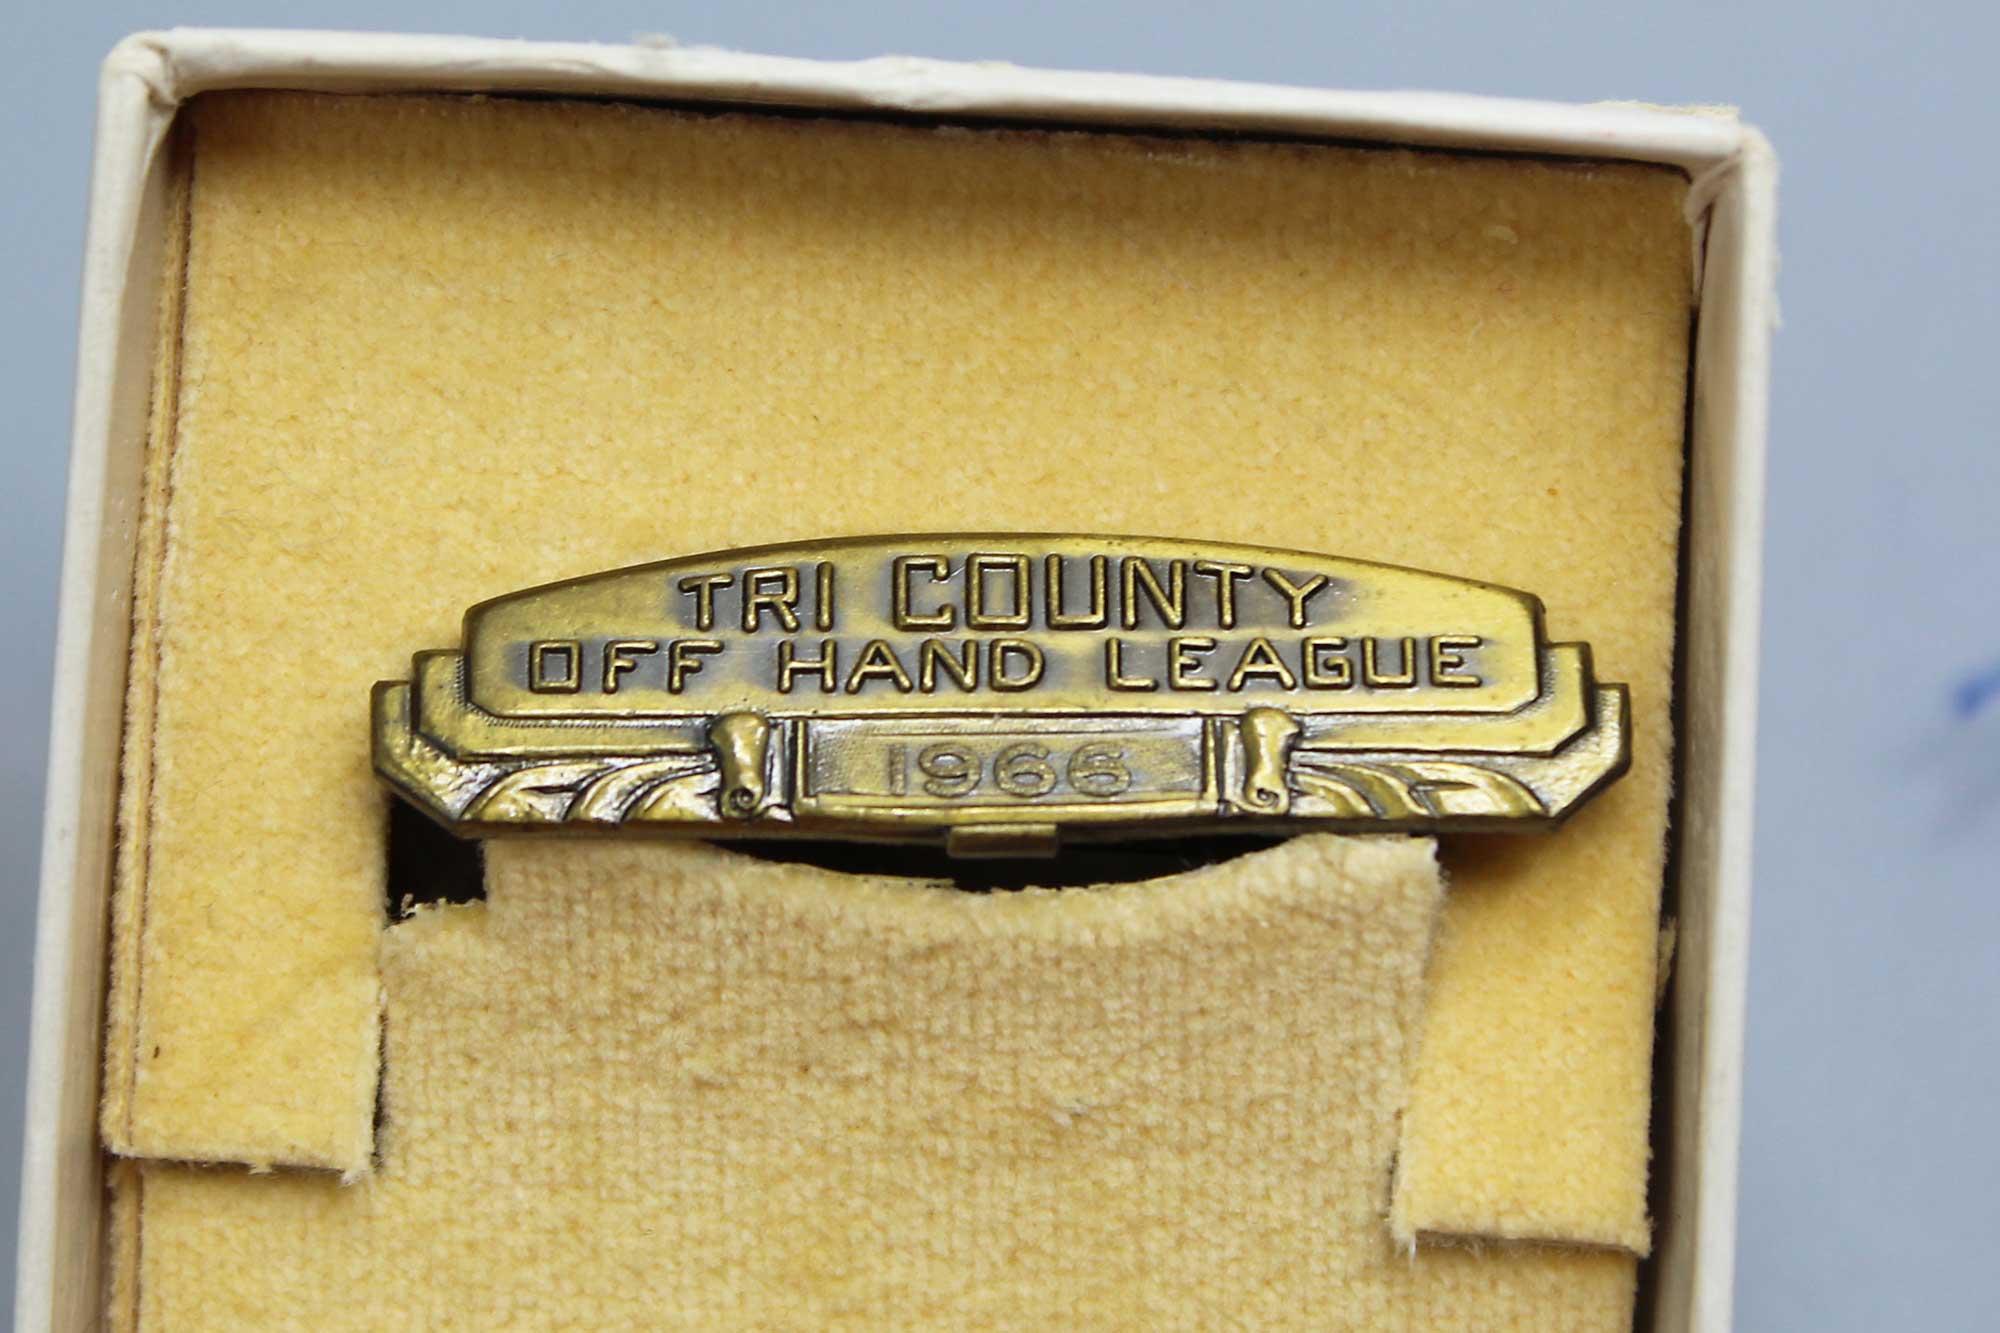 TRI COUNTY
OFF HAND LEAGUE
1966